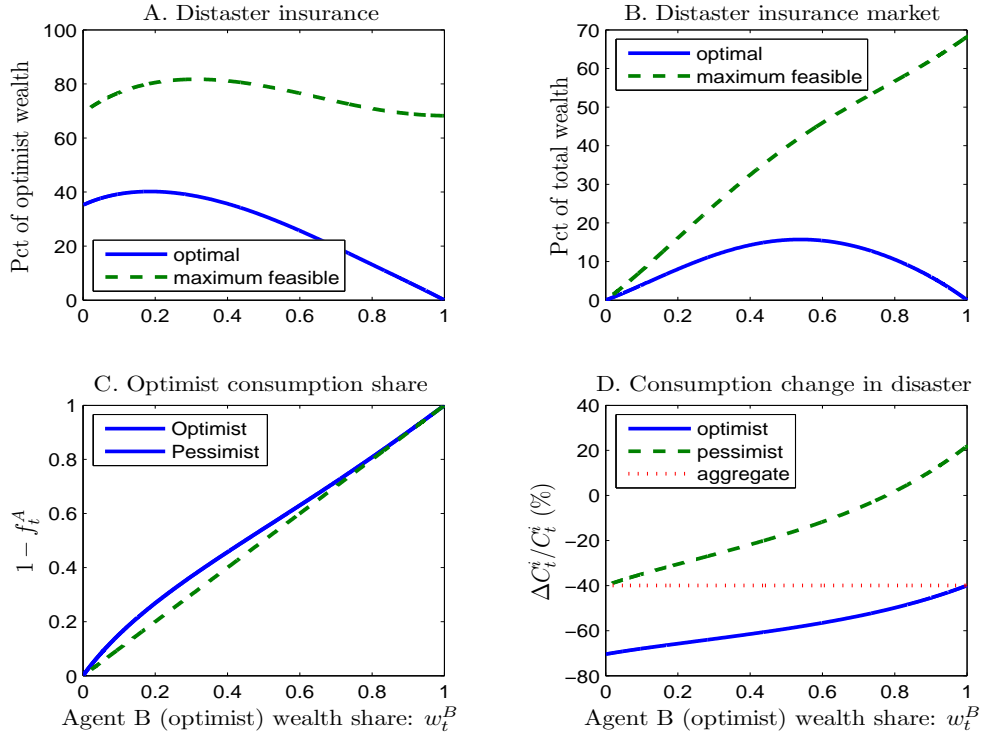 A. Distaster insurance
Pct of optimist wealth
100
80
60
40
20
0
optimal
maximum feasible
0 0.2 0.4 0.6 0.8 1
B. Distaster insurance market
Pct of total wealth
70
60
50
40
30
20
10
0
optimal
maximum feasible
0 0.2 0.4 0.6 0.8 1
C. Optimist consumption share
1 − f_t^A
1
0.8
0.6
0.4
0.2
0
Optimist
Pessimist
0 0.2 0.4 0.6 0.8 1
Agent B (optimist) wealth share: w_t^B
D. Consumption change in disaster
ΔC_t^i/C_t^i (%)
40
20
0
−20
−40
−60
−80
optimist
pessimist
aggregate
0 0.2 0.4 0.6 0.8 1
Agent B (optimist) wealth share: w_t^B